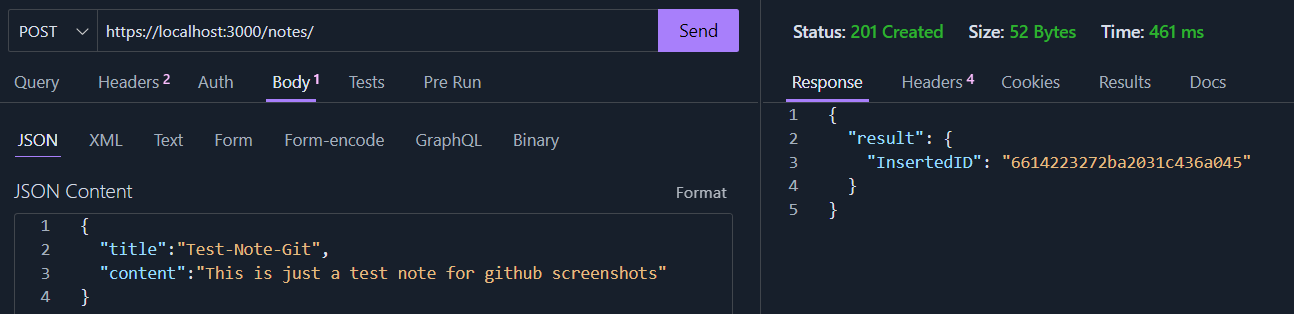 POST https://localhost:3000/notes/ Send
Query Headers 2 Auth Body 1 Tests Pre Run
JSON XML Text Form Form-encode GraphQL Binary
JSON Content Format
1 {
2 "title":"Test-Note-Git",
3 "content":"This is just a test note for github screenshots"
4 }
Status: 201 Created Size: 52 Bytes Time: 461 ms
Response Headers 4 Cookies Results Docs
1 {
2 "result": {
3 "InsertedID": "6614223272ba2031c436a045"
4 }
5 }